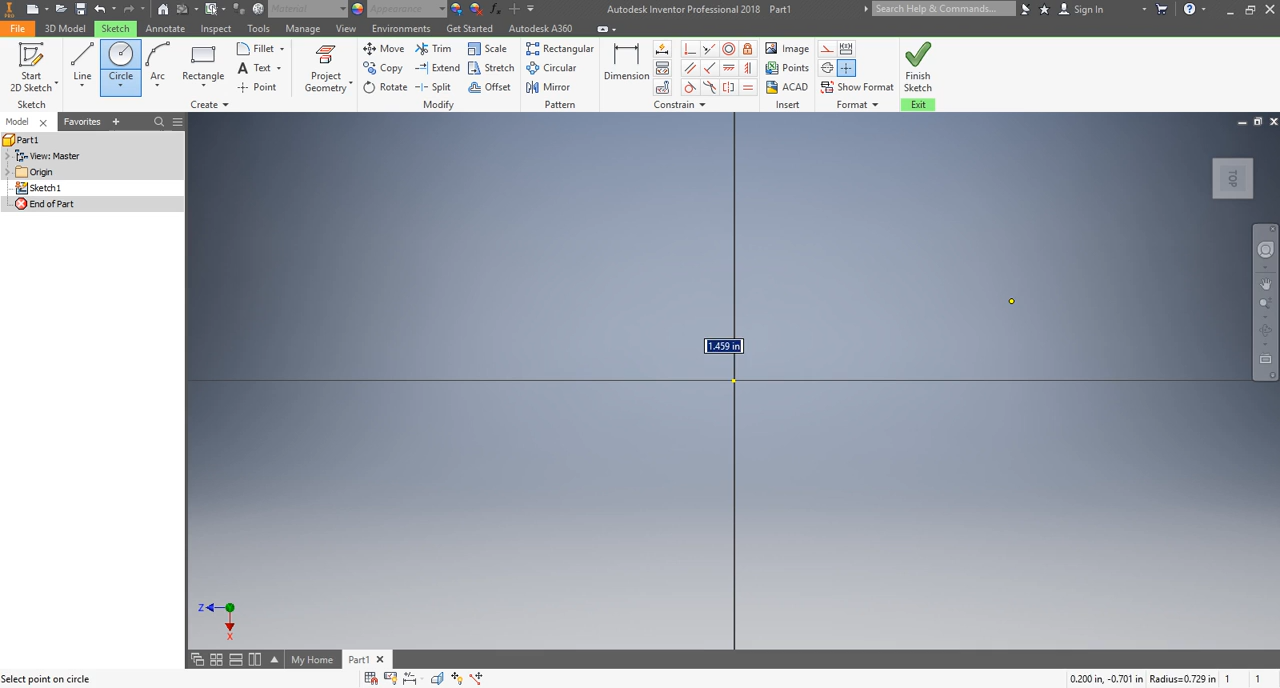 PRO
Material
Appearance
Autodesk Inventor Professional 2018 Part1
Search Help & Commands...
Sign In
File
3D Model
Sketch
Annotate
Inspect
Tools
Manage
View
Environments
Get Started
Autodesk A360
Start
2D Sketch
Line
Circle
Arc
Rectangle
Fillet
Text
Point
Project
Geometry
Move
Copy
Rotate
Trim
Extend
Split
Scale
Stretch
Offset
Rectangular
Circular
Mirror
Dimension
Image
Points
ACAD
Show Format
Finish
Sketch
Sketch
Create
Modify
Pattern
Constrain
Insert
Format
Exit
Model
Favorites
Part1
View: Master
Origin
Sketch1
End of Part
TOP
1.459 in
Z
X
My Home
Part1
Select point on circle
0.200 in, -0.701 in
Radius=0.729 in
1
1